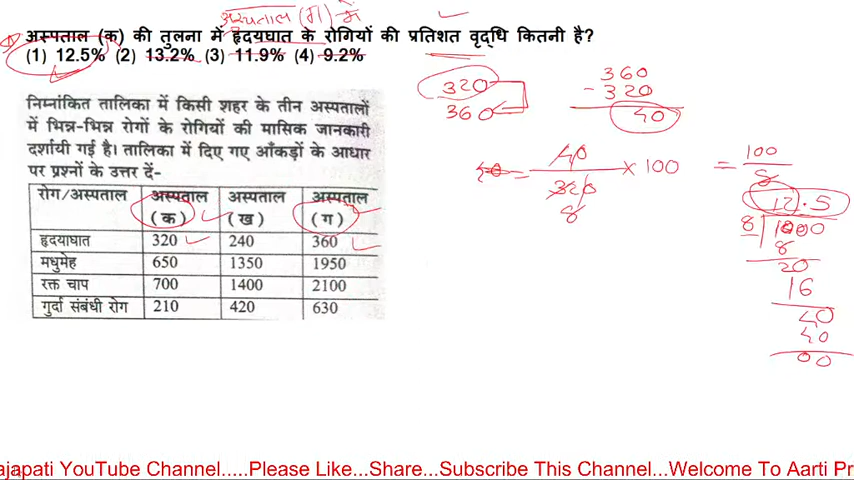 अस्पताल (ग) में
अस्पताल (क) की तुलना में हृदयघात के रोगियों की प्रतिशत वृद्धि कितनी है?
(1) 12.5% (2) 13.2% (3) 11.9% (4) 9.2%
320
360
360
- 320
40
40
320
8
× 100
=
100
8
12.5
8 1000
8
20
16
40
40
00
निम्नांकित तालिका में किसी शहर के तीन अस्पतालों
में भिन्न-भिन्न रोगों के रोगियों की मासिक जानकारी
दर्शायी गई है। तालिका में दिए गए आँकड़ों के आधार
पर प्रश्नों के उत्तर दें-
रोग/अस्पताल अस्पताल (क) अस्पताल (ख) अस्पताल (ग)
हृदयाघात 320 240 360
मधुमेह 650 1350 1950
रक्त चाप 700 1400 2100
गुर्दा संबंधी रोग 210 420 630
ajapati YouTube Channel.....Please Like...Share...Subscribe This Channel...Welcome To Aarti Pr